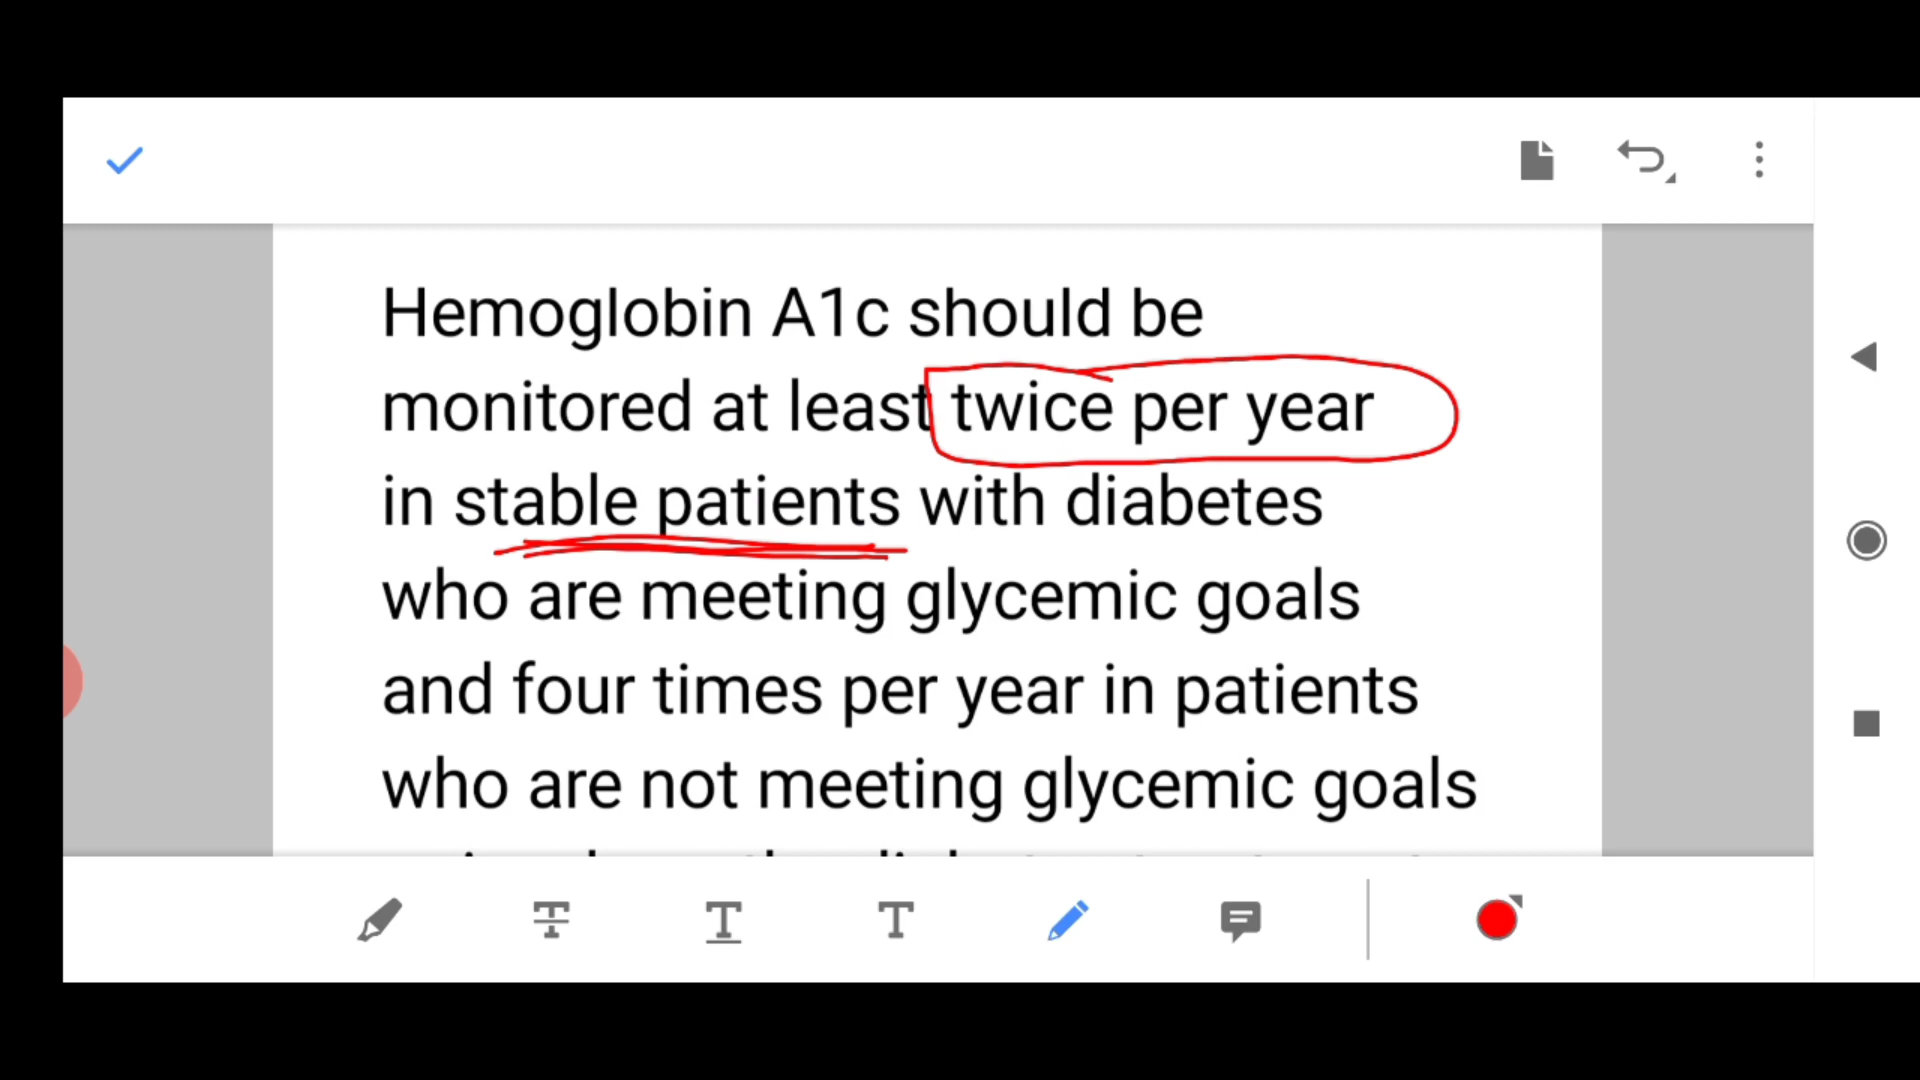 Hemoglobin A1c should be
monitored at least twice per year
in stable patients with diabetes
who are meeting glycemic goals
and four times per year in patients
who are not meeting glycemic goals